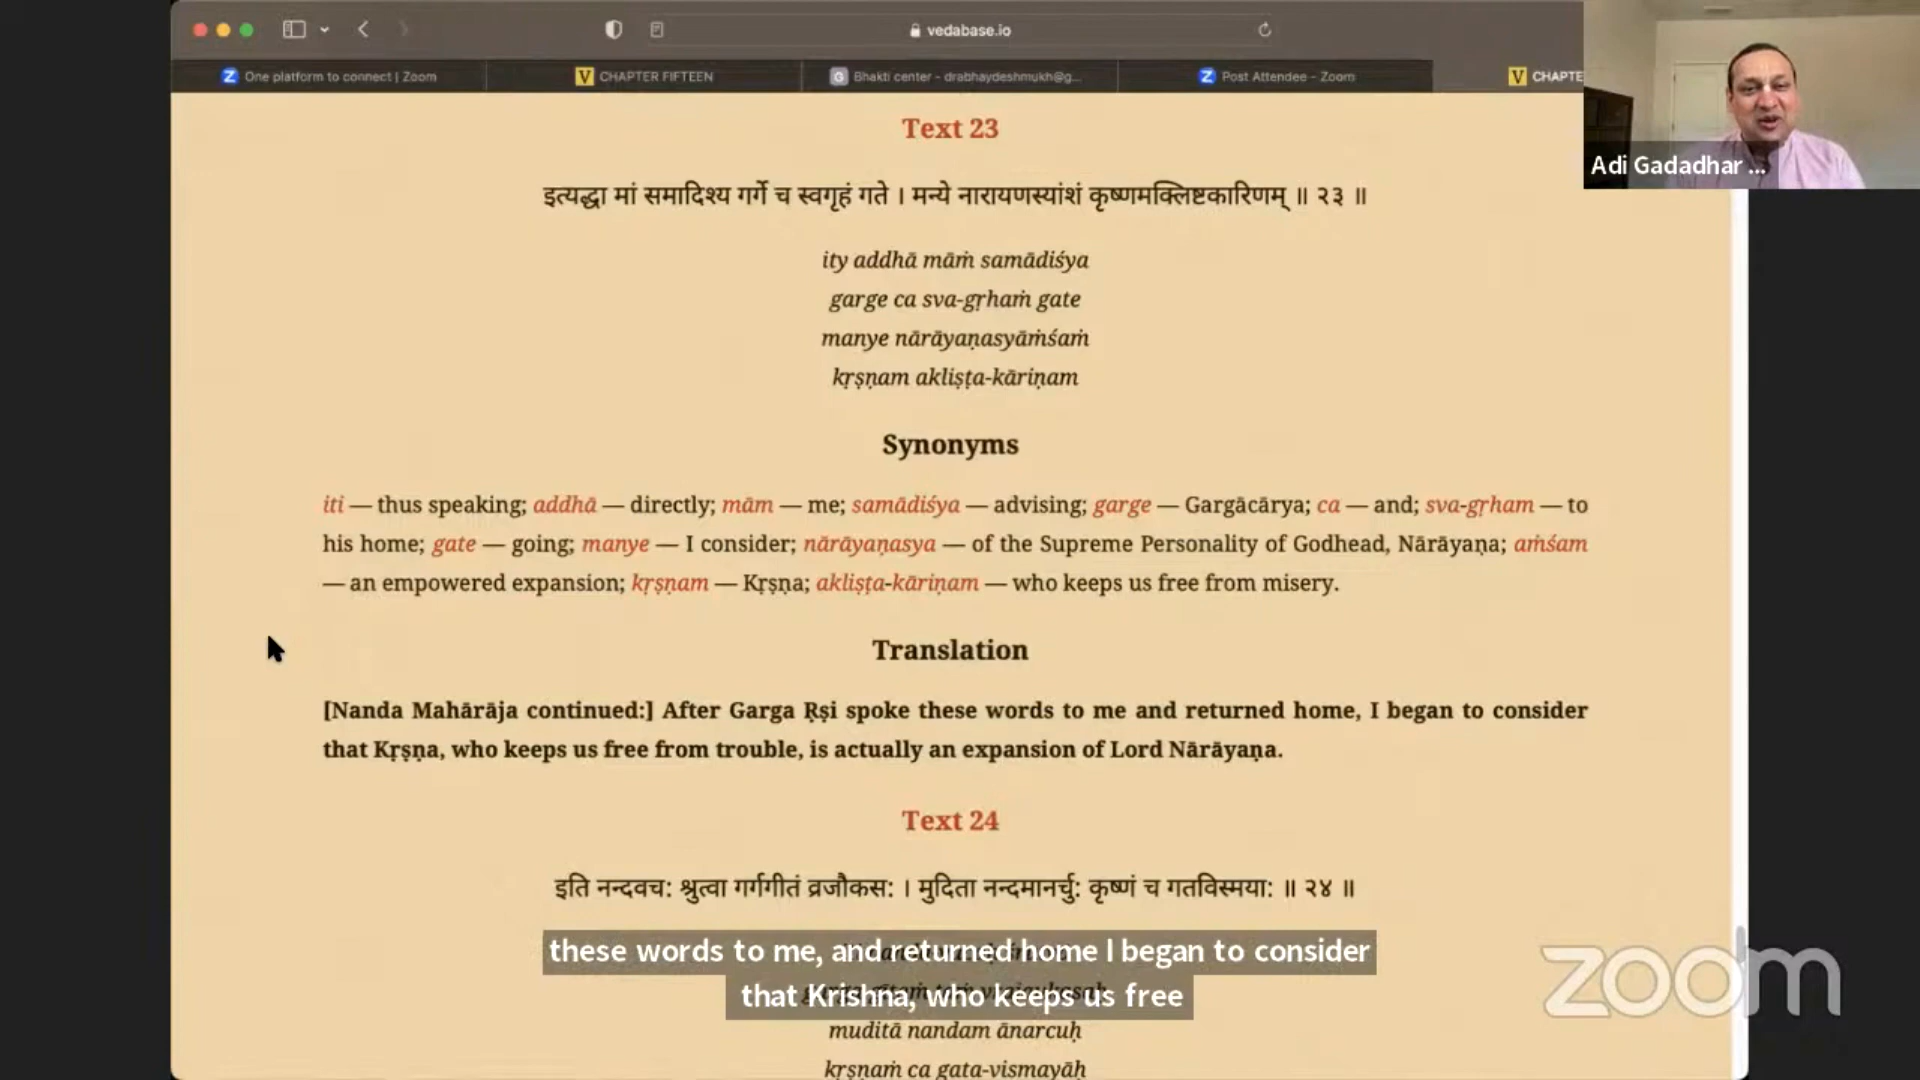 vedabase.io
One platform to connect | Zoom
CHAPTER FIFTEEN
Bhakti center - drabhaydeshmukh@g...
Post Attendee - Zoom
CHAPTE
Adi Gadadhar ...
Text 23
इत्यद्धा मां समादिश्य गर्गे च स्वगृहं गते । मन्ये नारायणस्यांशं कृष्णमक्लिष्टकारिणम् ॥ २३ ॥
ity addhā māṁ samādiśya
garge ca sva-gṛhaṁ gate
manye nārāyaṇasyāṁśaṁ
kṛṣṇam akliṣṭa-kāriṇam
Synonyms
iti — thus speaking; addhā — directly; mām — me; samādiśya — advising; garge — Gargācārya; ca — and; sva-gṛham — to
his home; gate — going; manye — I consider; nārāyaṇasya — of the Supreme Personality of Godhead, Nārāyaṇa; aṁśam
— an empowered expansion; kṛṣṇam — Kṛṣṇa; akliṣṭa-kāriṇam — who keeps us free from misery.
Translation
[Nanda Mahārāja continued:] After Garga Ṛṣi spoke these words to me and returned home, I began to consider
that Kṛṣṇa, who keeps us free from trouble, is actually an expansion of Lord Nārāyaṇa.
Text 24
इति नन्दवच: श्रुत्वा गर्गगीतं व्रजौकस: । मुदिता नन्दमानर्चु: कृष्णं च गतविस्मया: ॥ २४ ॥
these words to me, and returned home I began to consider
that Krishna, who keeps us free
muditā nandam ānarcuḥ
kṛṣṇaṁ ca gata-vismayāḥ
zoom